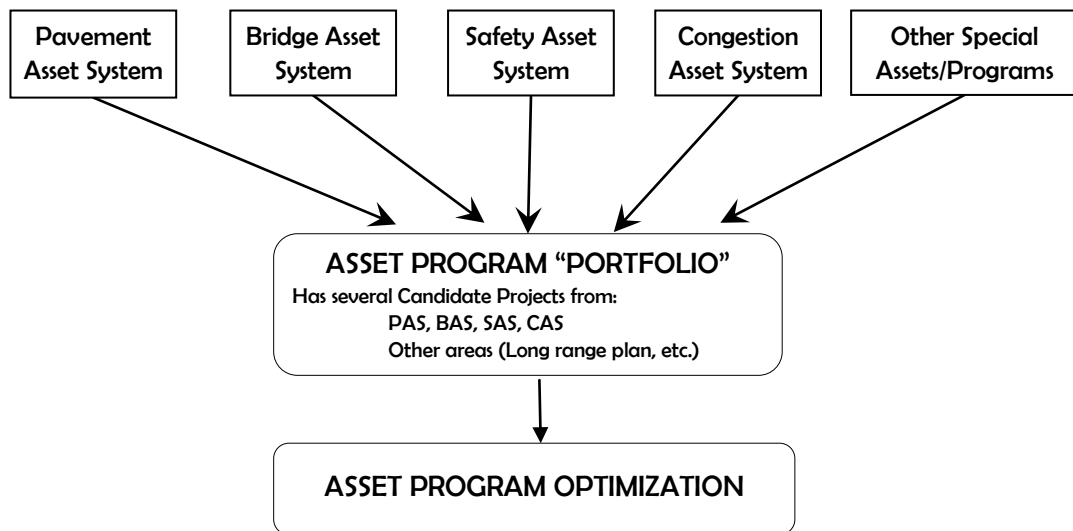 Pavement
Asset System
Bridge Asset
System
Safety Asset
System
Congestion
Asset System
Other Special
Assets/Programs
ASSET PROGRAM “PORTFOLIO”
Has several Candidate Projects from:
PAS, BAS, SAS, CAS
Other areas (Long range plan, etc.)
ASSET PROGRAM OPTIMIZATION